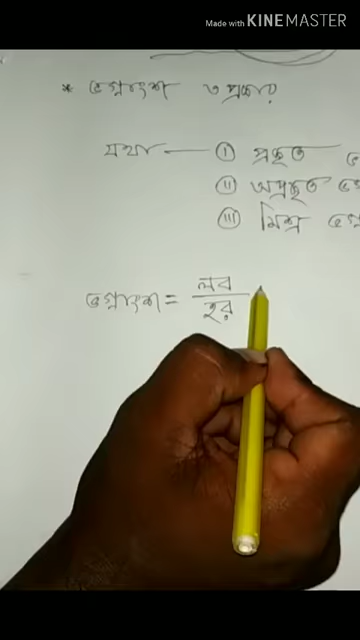 Made with KINEMASTER
* ভগ্নাংশ ৩ প্রকার
যথা — (i) প্রকৃত
(ii) অপ্রকৃত
(iii) মিশ্র
ভগ্নাংশ = লব
হর